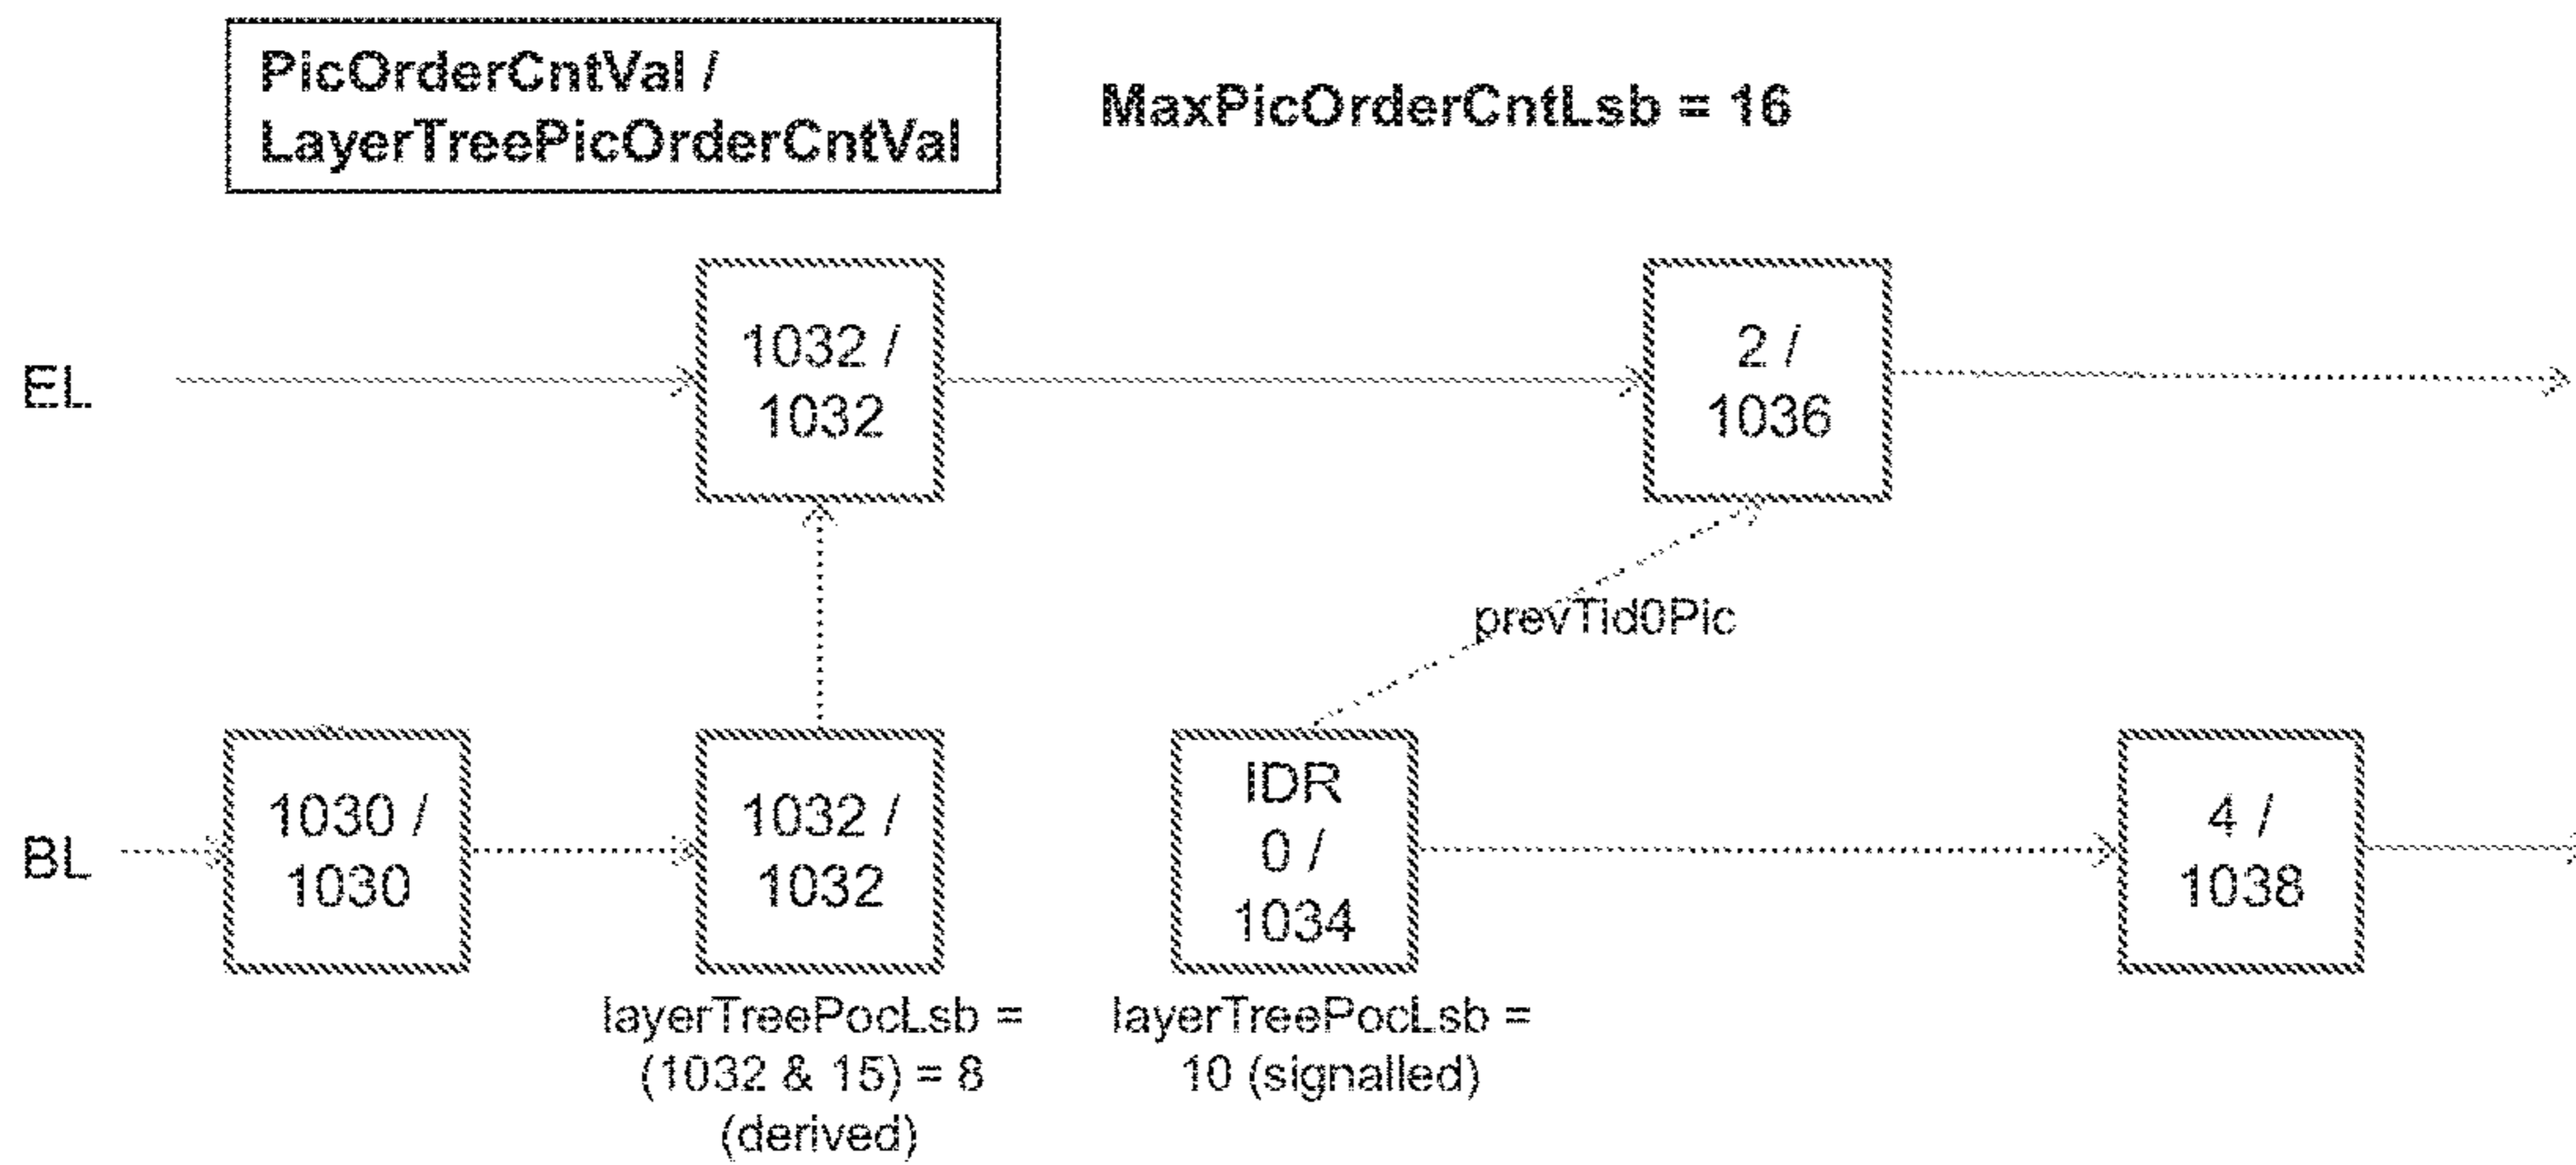 PicOrderCntVal /
LayerTreePicOrderCntVal
MaxPicOrderCntLsb = 16
EL
1032 /
1032
2 /
1036
prevTid0Pic
BL
1030 /
1030
1032 /
1032
IDR
0 /
1034
4 /
1038
layerTreePocLsb =
(1032 & 15) = 8
(derived)
layerTreePocLsb =
10 (signalled)